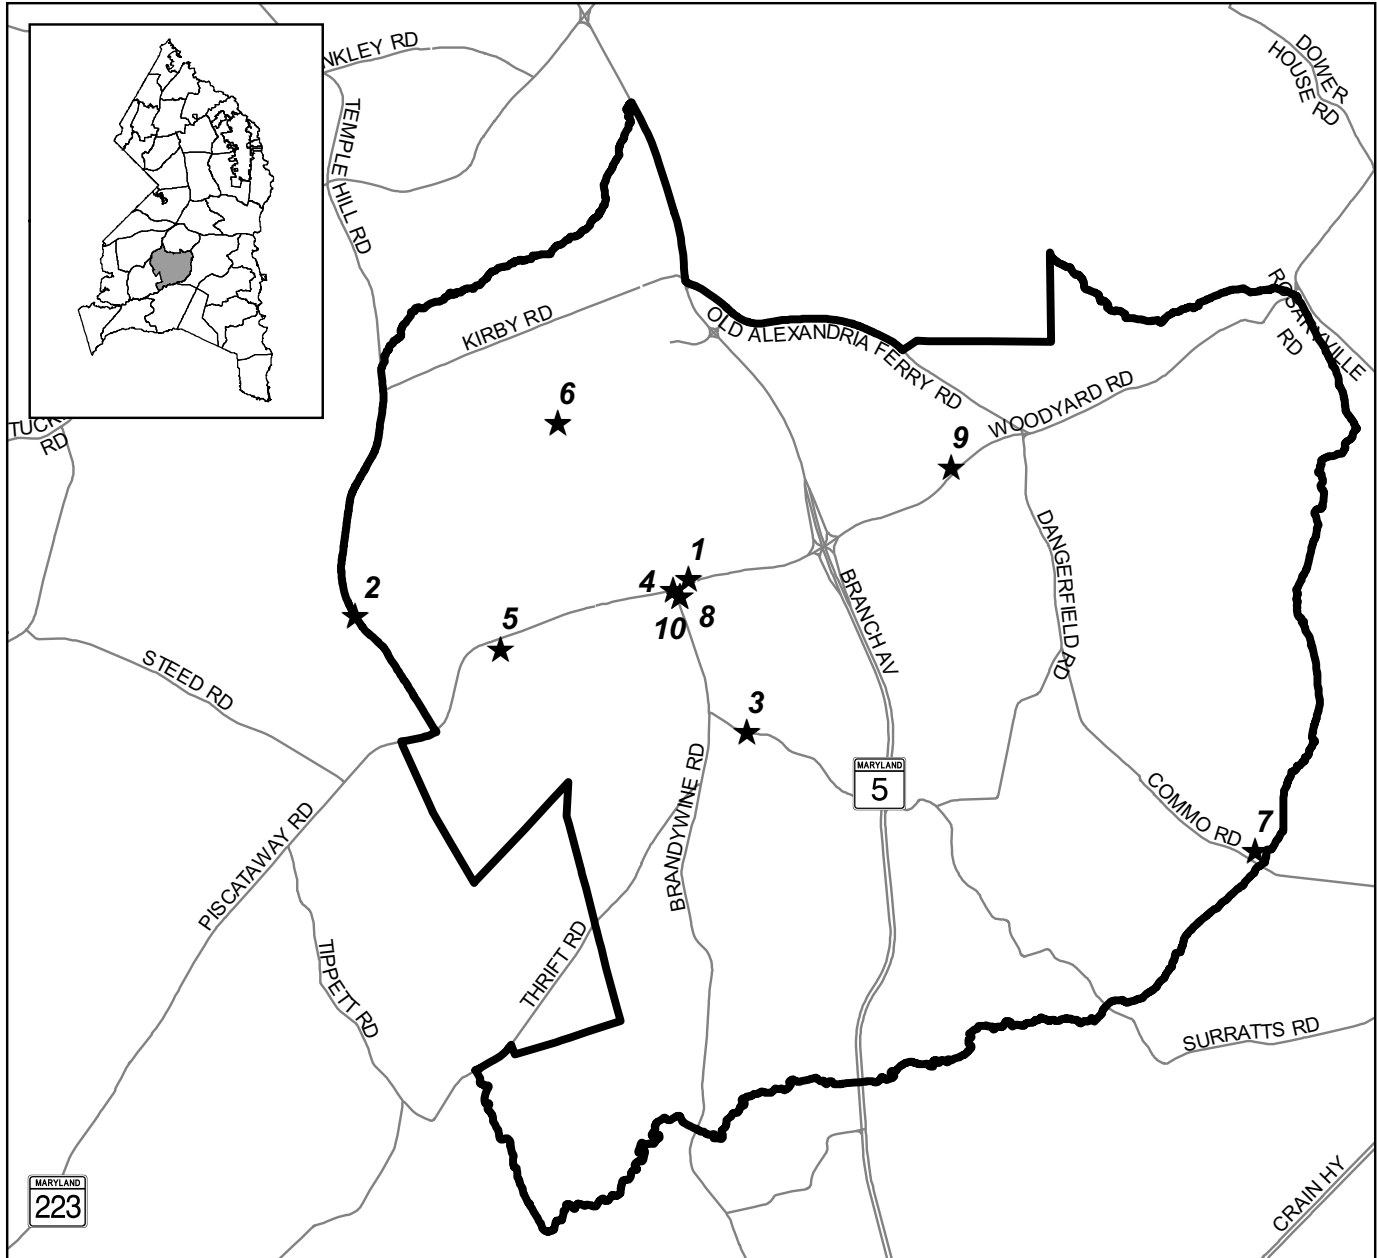 NKLEY RD
DOWER
HOUSE RD
TEMPLE HILL RD
ROSARYVILLE
RD
KIRBY RD
OLD ALEXANDRIA FERRY RD
WOODYARD RD
6
9
TUCK
RD
DANGERFIELD RD
1
4
2
10
8
5
BRANCH AV
STEED RD
3
BRANDYWINE RD
MARYLAND
5
COMMO RD
7
PISCATAWAY RD
TIPPETT RD
THRIFT RD
SURRATTS RD
MARYLAND
223
CRAIN HY